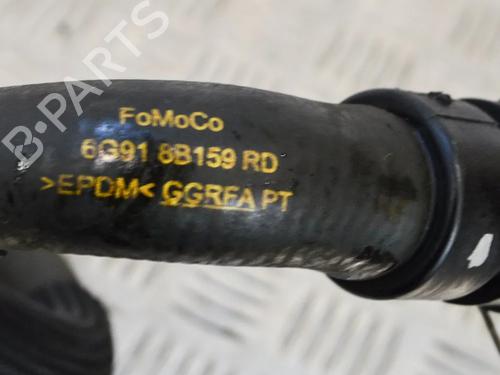 B-PARTS
FoMoCo
6G91 8B159 RD
>EPDM< GGRFA PT